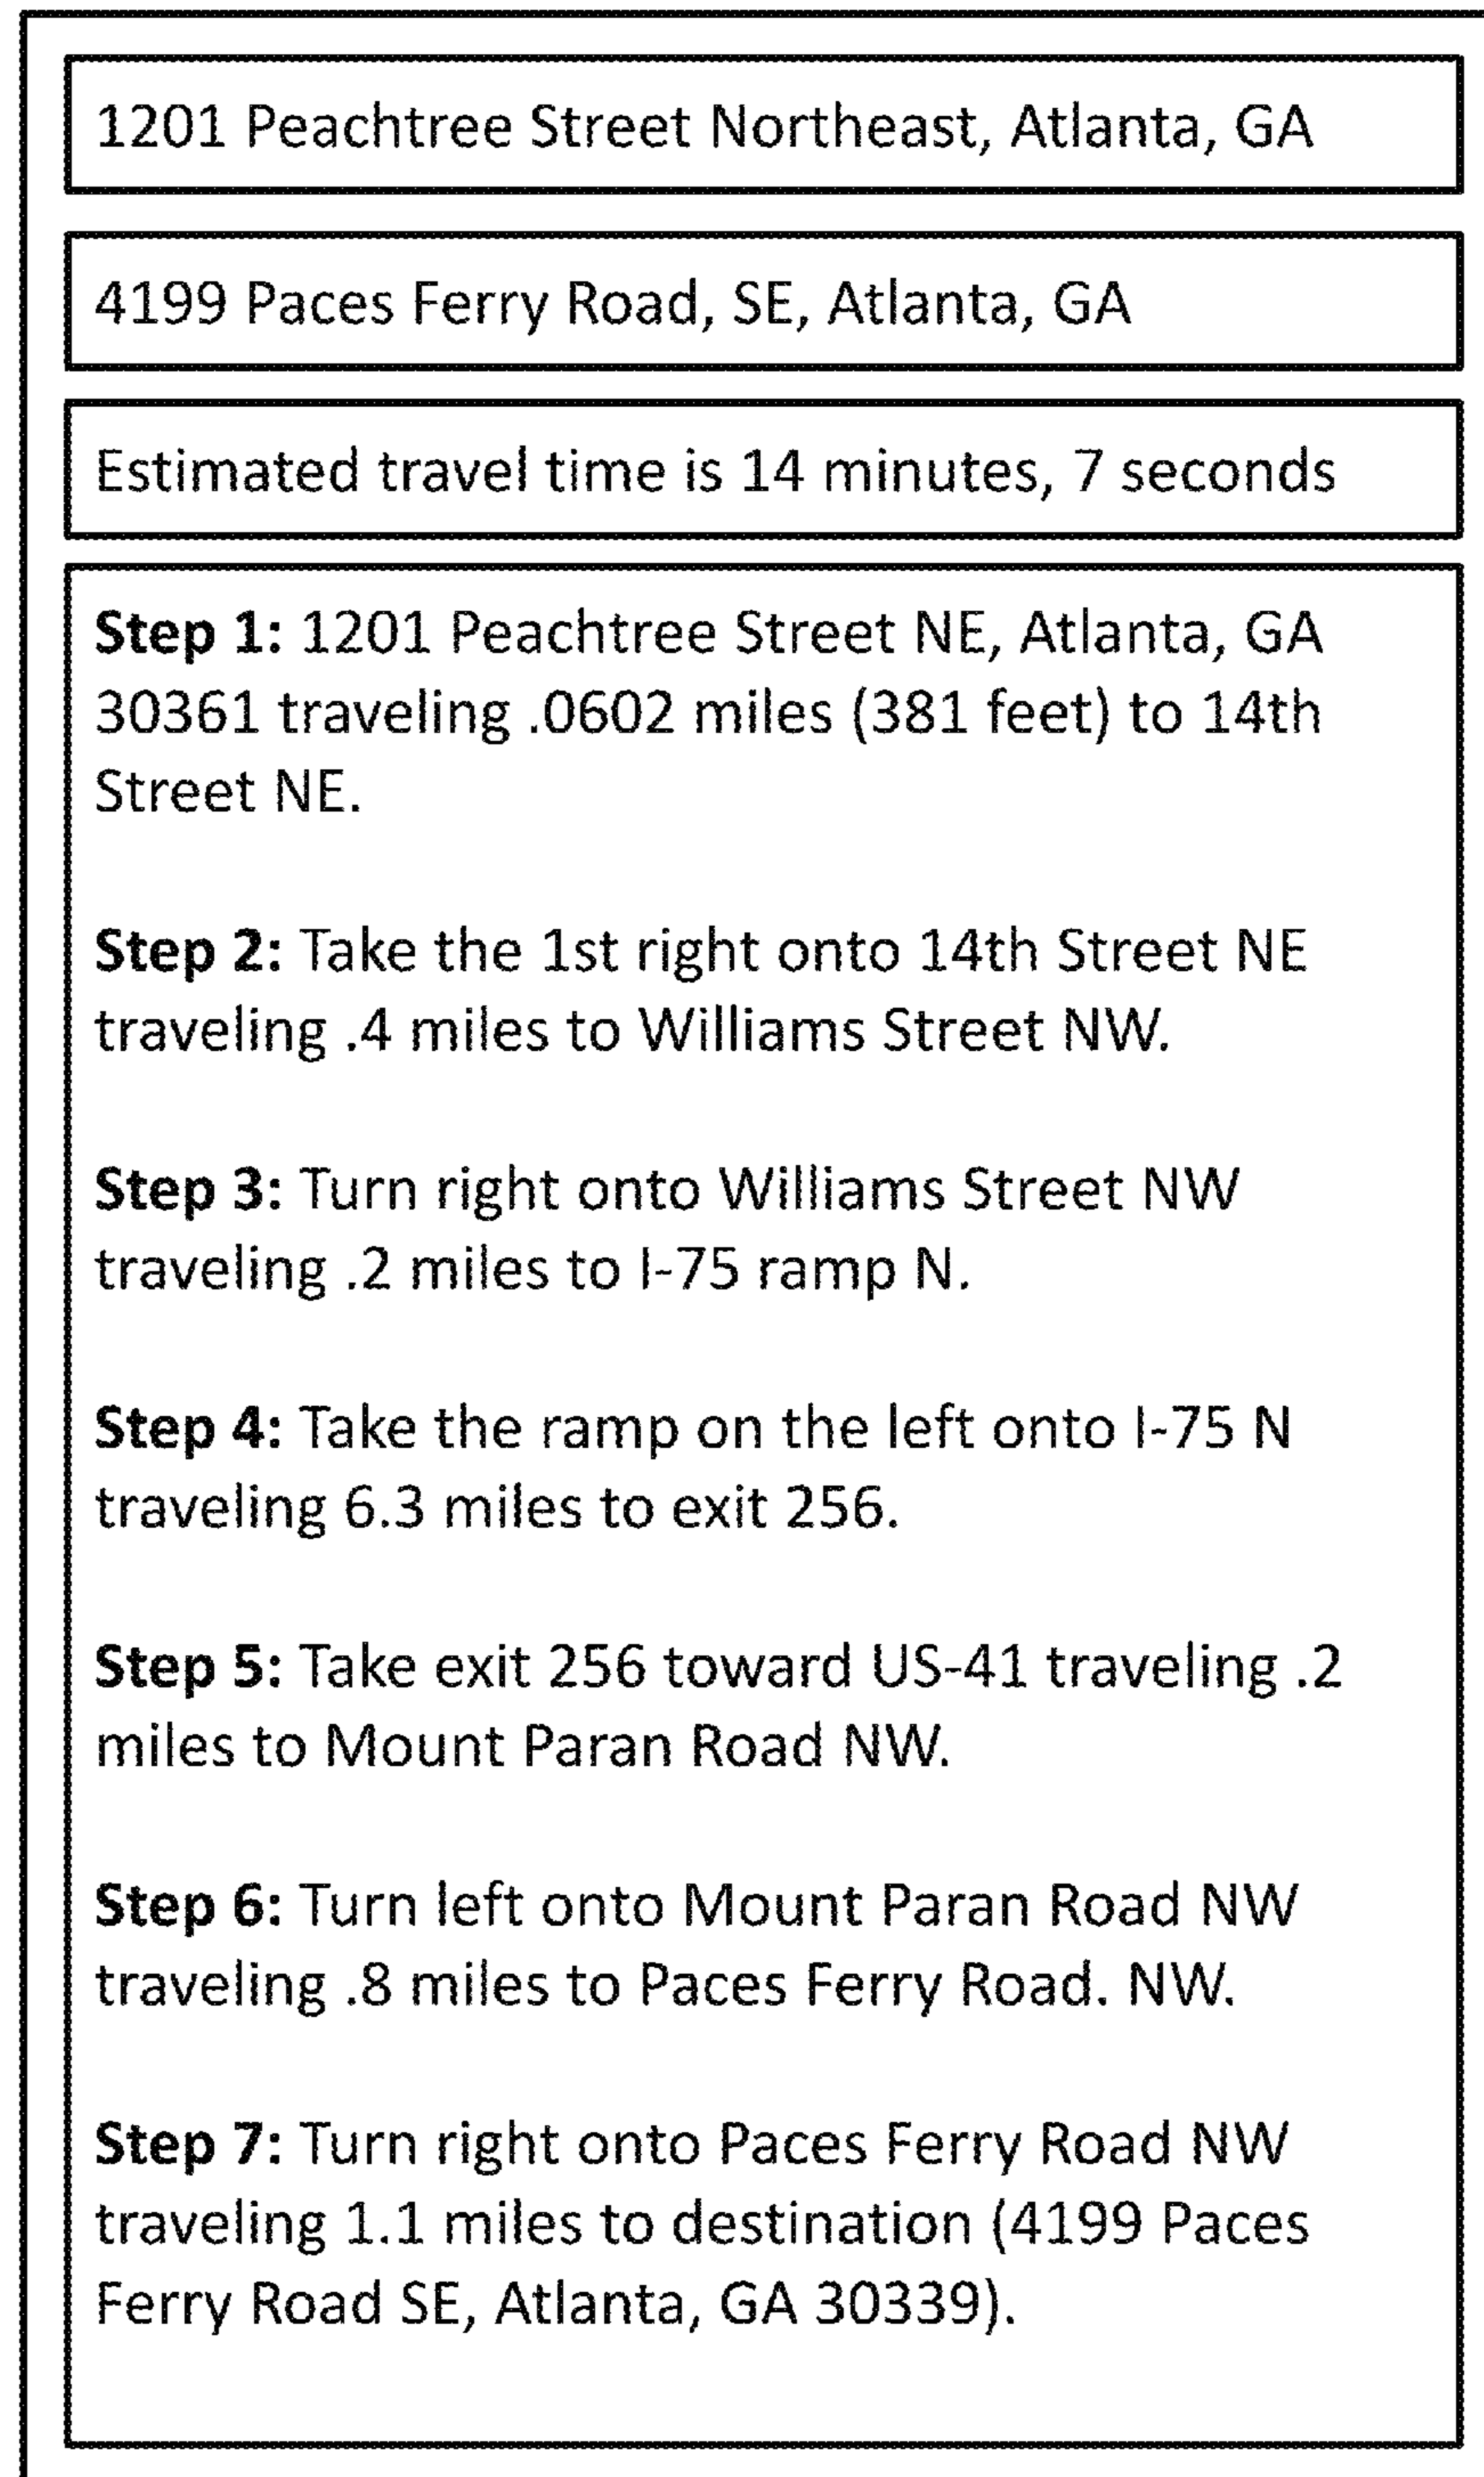 1201 Peachtree Street Northeast, Atlanta, GA
4199 Paces Ferry Road, SE, Atlanta, GA
Estimated travel time is 14 minutes, 7 seconds
Step 1: 1201 Peachtree Street NE, Atlanta, GA
30361 traveling .0602 miles (381 feet) to 14th
Street NE.
Step 2: Take the 1st right onto 14th Street NE
traveling .4 miles to Williams Street NW.
Step 3: Turn right onto Williams Street NW
traveling .2 miles to I-75 ramp N.
Step 4: Take the ramp on the left onto I-75 N
traveling 6.3 miles to exit 256.
Step 5: Take exit 256 toward US-41 traveling .2
miles to Mount Paran Road NW.
Step 6: Turn left onto Mount Paran Road NW
traveling .8 miles to Paces Ferry Road. NW.
Step 7: Turn right onto Paces Ferry Road NW
traveling 1.1 miles to destination (4199 Paces
Ferry Road SE, Atlanta, GA 30339).